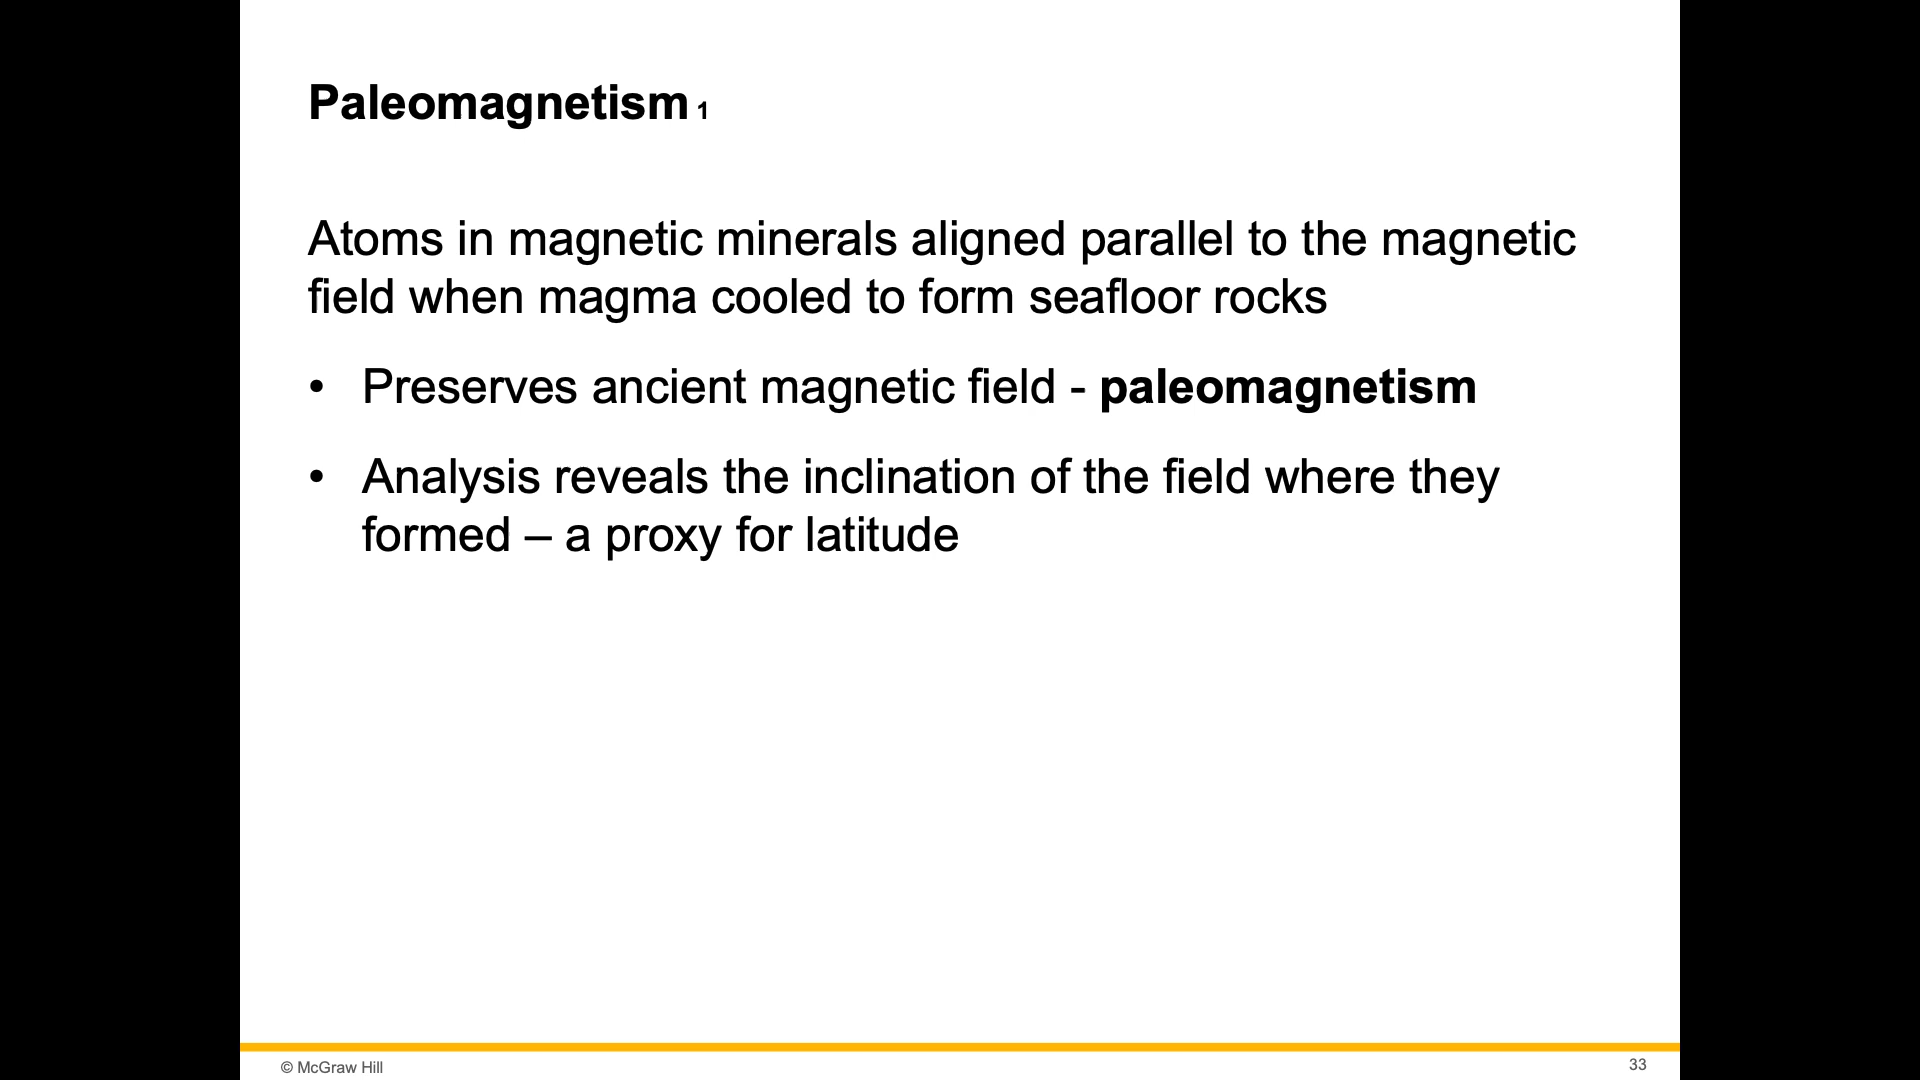 Paleomagnetism 1
Atoms in magnetic minerals aligned parallel to the magnetic
field when magma cooled to form seafloor rocks
• Preserves ancient magnetic field - paleomagnetism
• Analysis reveals the inclination of the field where they
formed – a proxy for latitude
© McGraw Hill
33